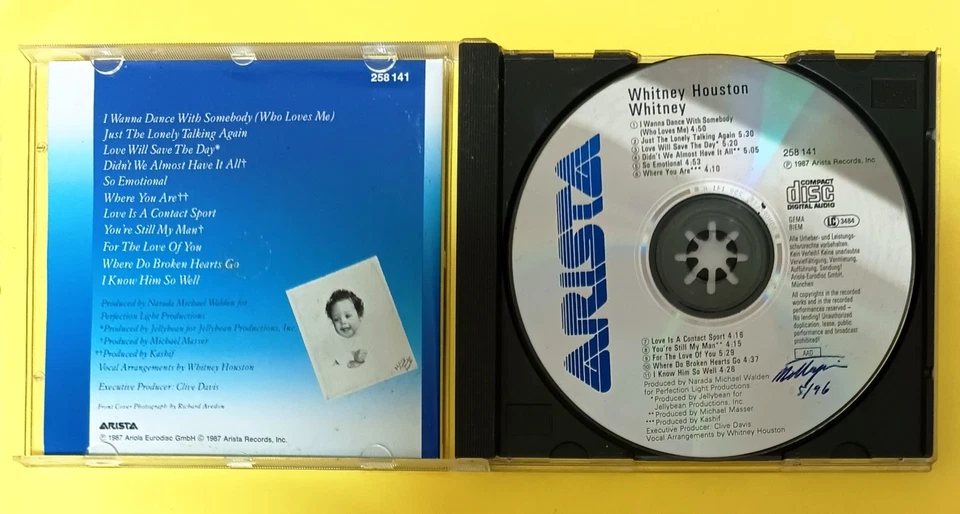 258 141
I Wanna Dance With Somebody (Who Loves Me)
Just The Lonely Talking Again
Love Will Save The Day*
Didn't We Almost Have It All†
So Emotional
Where You Are††
Love Is A Contact Sport
You're Still My Man†
For The Love Of You
Where Do Broken Hearts Go
I Know Him So Well
Produced by Narada Michael Walden for
Perfection Light Productions
*Produced by Jellybean for Jellybean Productions, Inc
*Produced by Michael Masser
**Produced by Kashif
Vocal Arrangements by Whitney Houston
Executive Producer: Clive Davis
Front Cover Photograph by Richard Avedon
ARISTA
℗ 1987 Ariola Eurodisc GmbH © 1987 Arista Records, Inc.
ARISTA
Whitney Houston
Whitney
① I Wanna Dance With Somebody
(Who Loves Me) 4:50
② Just The Lonely Talking Again 5:30
③ Love Will Save The Day* 5:20
④ Didn't We Almost Have It All** 5:05
⑤ So Emotional 4:53
⑥ Where You Are*** 4:10
258 141
℗ 1987 Arista Records, Inc.
COMPACT
disc
DIGITAL AUDIO
GEMA
BIEM
LC 3484
Alle Urheber- und Leistungs-
schutzrechte vorbehalten.
Kein Verleih! Keine unerlaubte
Vervielfältigung, Vermietung,
Aufführung, Sendung!
Ariola-Eurodisc GmbH,
München
All copyrights in the recorded
works and in the recorded
performances reserved –
No lending! Unauthorized
duplication, lease, public
performance and broadcast
prohibited thereof.
AAD
5/96
⑦ Love Is A Contact Sport 4:16
⑧ You're Still My Man** 4:15
⑨ For The Love Of You 5:29
⑩ Where Do Broken Hearts Go 4:37
⑪ I Know Him So Well 4:26
Produced by Narada Michael Walden
for Perfection Light Productions
*Produced by Jellybean for
Jellybean Productions, Inc.
**Produced by Michael Masser
***Produced by Kashif
Executive Producer: Clive Davis
Vocal Arrangements by Whitney Houston